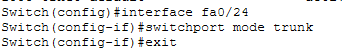 Switch(config)#interface fa0/24
Switch(config-if)#switchport mode trunk
Switch(config-if)#exit